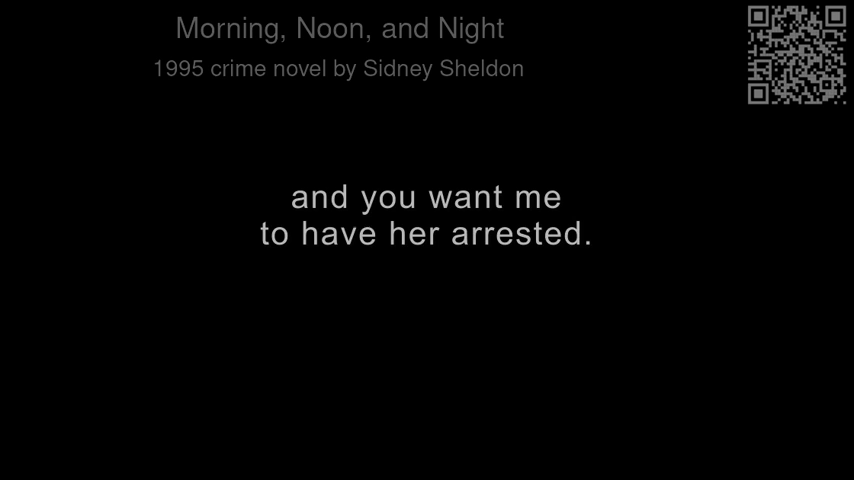 Morning, Noon, and Night
1995 crime novel by Sidney Sheldon
and you want me
to have her arrested.